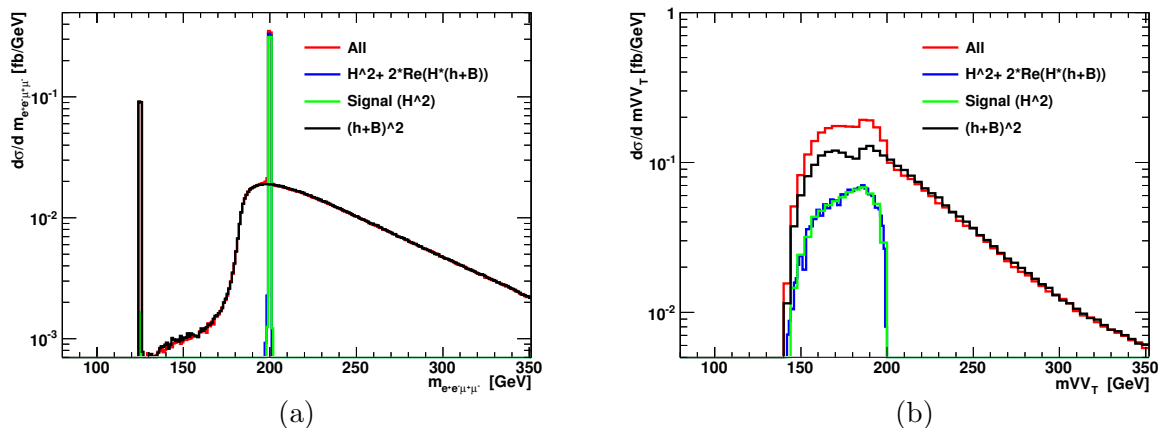 dσ/d m_e⁺e⁻μ⁺μ⁻ [fb/GeV]
10⁻¹
10⁻²
10⁻³
All
H^2+ 2*Re(H*(h+B))
Signal (H^2)
(h+B)^2
100 150 200 250 300 350
m_e⁺e⁻μ⁺μ⁻ [GeV]
(a)
dσ/d mVV_T [fb/GeV]
1
10⁻¹
10⁻²
All
H^2+ 2*Re(H*(h+B))
Signal (H^2)
(h+B)^2
100 150 200 250 300 350
mVV_T [GeV]
(b)